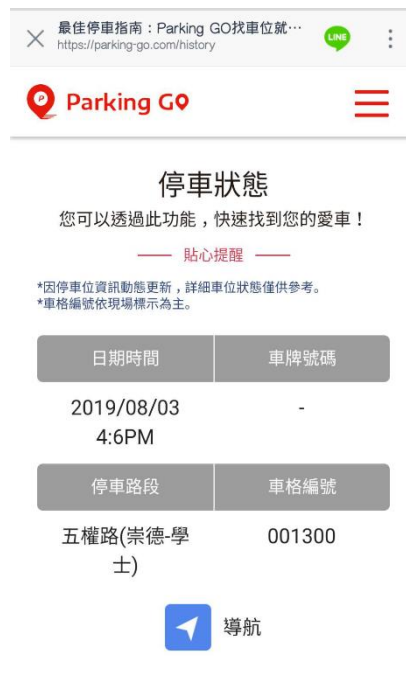 最佳停車指南：Parking GO找車位就…
https://parking-go.com/history
LINE
P
Parking GO
停車狀態
您可以透過此功能，快速找到您的愛車！
貼心提醒
*因停車位資訊動態更新，詳細車位狀態僅供參考。
*車格編號依現場標示為主。
日期時間 車牌號碼
2019/08/03 -
4:6PM
停車路段 車格編號
五權路(崇德-學 001300
士)
導航